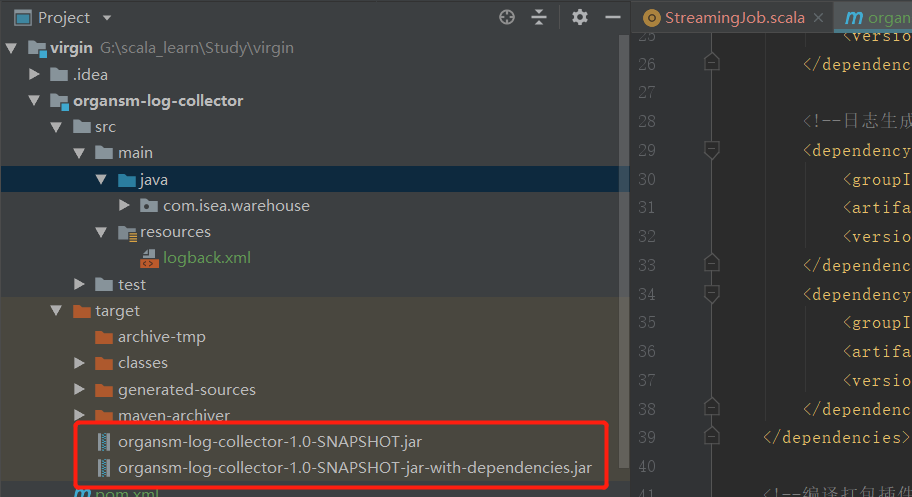 Project
virgin G:\scala_learn\Study\virgin
.idea
organsm-log-collector
src
main
java
com.isea.warehouse
resources
logback.xml
test
target
archive-tmp
classes
generated-sources
maven-archiver
organsm-log-collector-1.0-SNAPSHOT.jar
organsm-log-collector-1.0-SNAPSHOT-jar-with-dependencies.jar
pom.xml
StreamingJob.scala
organ
25 <versio
26 </dependenc
27
28 <!--日志生成
29 <dependency
30 <groupI
31 <artifa
32 <versio
33 </dependenc
34 <dependency
35 <groupI
36 <artifa
37 <versio
38 </dependenc
39 </dependencies>
40
41 <!--编译打包插件